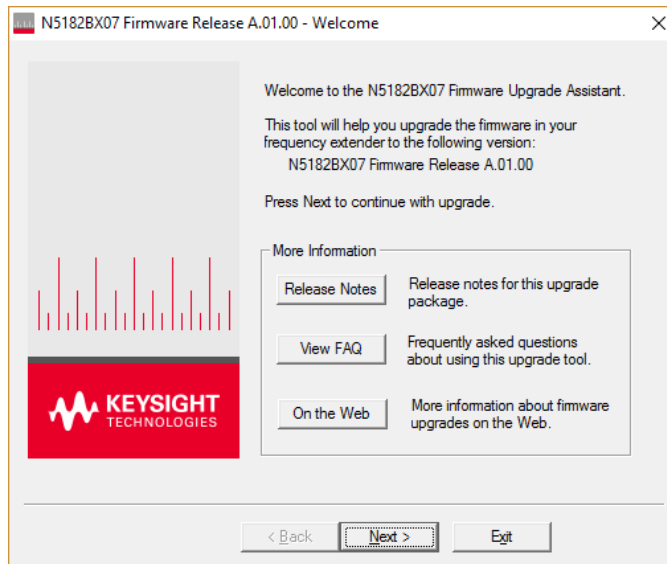 N5182BX07 Firmware Release A.01.00 - Welcome
Welcome to the N5182BX07 Firmware Upgrade Assistant.
This tool will help you upgrade the firmware in your
frequency extender to the following version:
N5182BX07 Firmware Release A.01.00
Press Next to continue with upgrade.
More Information
Release Notes
Release notes for this upgrade
package.
View FAQ
Frequently asked questions
about using this upgrade tool.
On the Web
More information about firmware
upgrades on the Web.
KEYSIGHT
TECHNOLOGIES
< Back
Next >
Exit